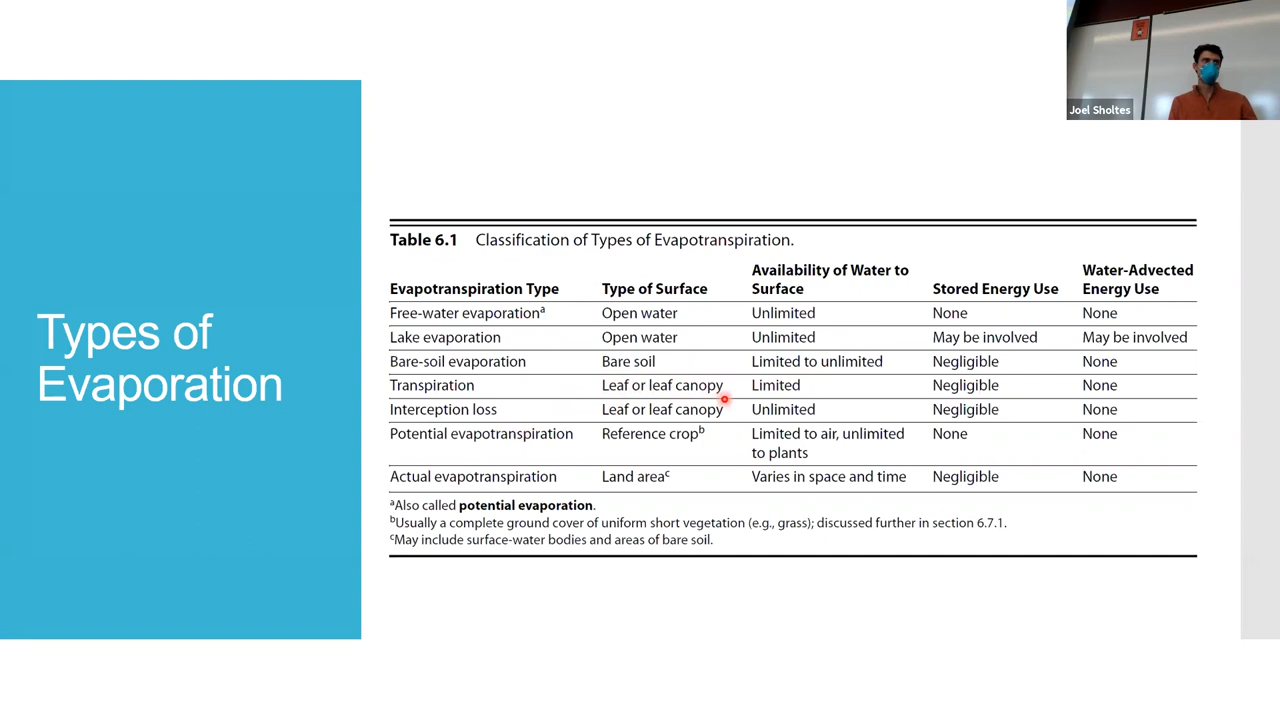 Joel Sholtes
Types of
Evaporation
Table 6.1 Classification of Types of Evapotranspiration.
Evapotranspiration Type Type of Surface Availability of Water to Surface Stored Energy Use Water-Advected Energy Use
Free-water evaporationᵃ Open water Unlimited None None
Lake evaporation Open water Unlimited May be involved May be involved
Bare-soil evaporation Bare soil Limited to unlimited Negligible None
Transpiration Leaf or leaf canopy Limited Negligible None
Interception loss Leaf or leaf canopy Unlimited Negligible None
Potential evapotranspiration Reference cropᵇ Limited to air, unlimited to plants None None
Actual evapotranspiration Land areaᶜ Varies in space and time Negligible None
ᵃAlso called potential evaporation.
ᵇUsually a complete ground cover of uniform short vegetation (e.g., grass); discussed further in section 6.7.1.
ᶜMay include surface-water bodies and areas of bare soil.